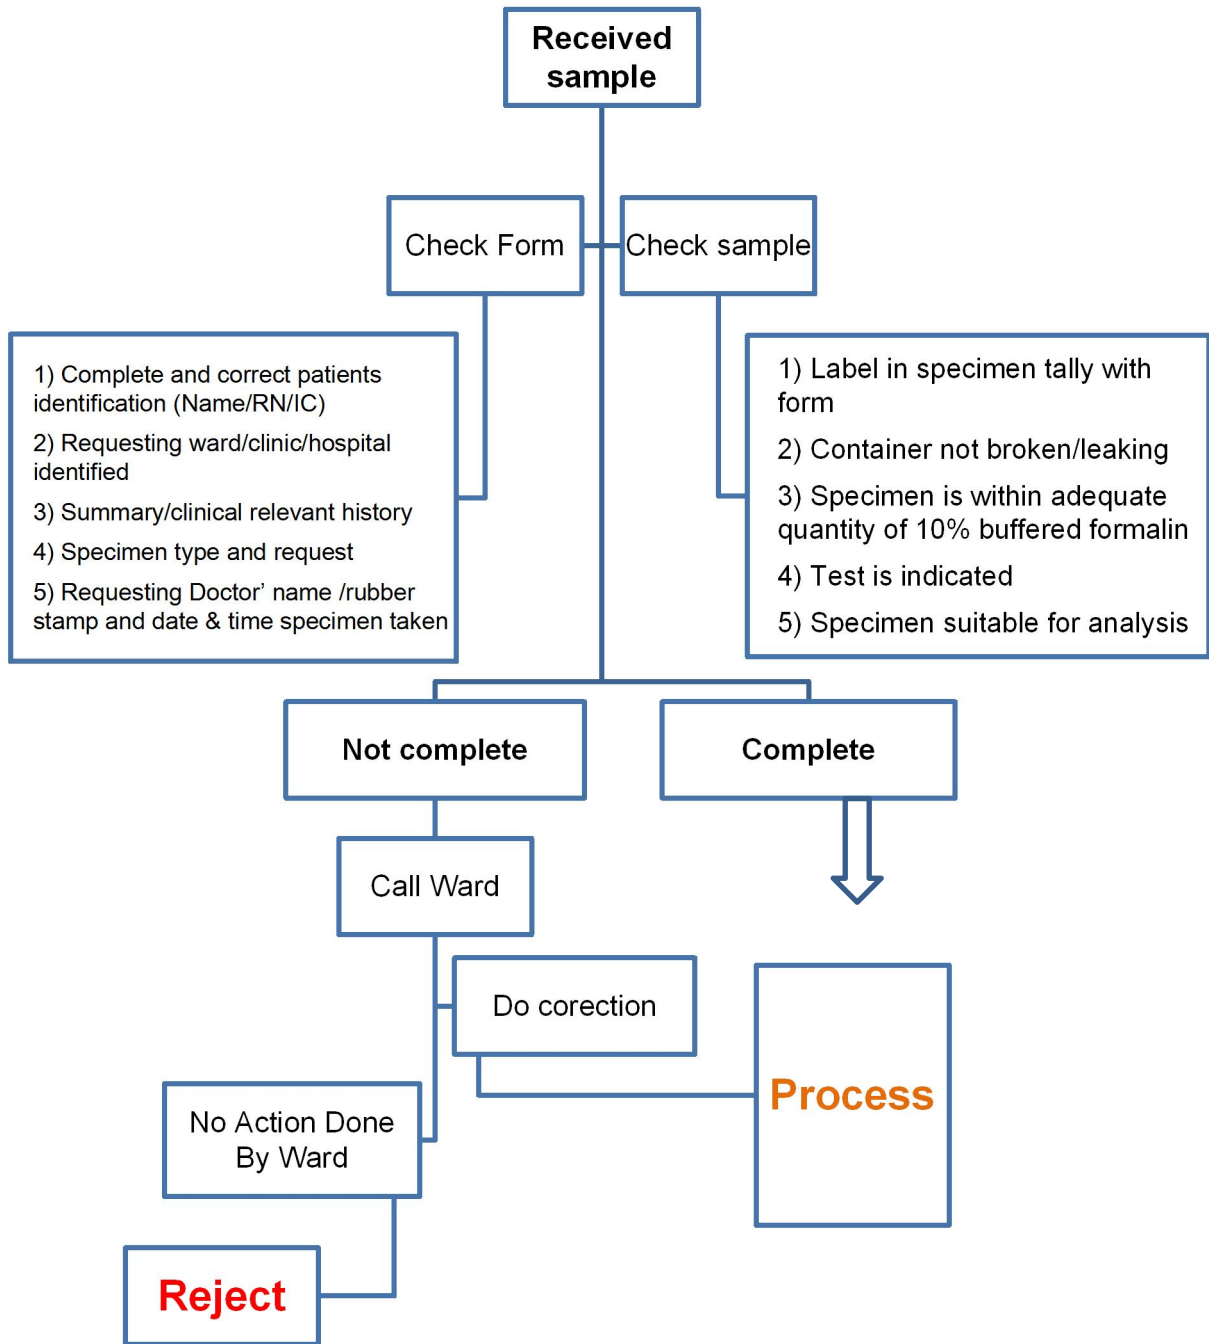 Received
sample
Check Form
Check sample
1) Complete and correct patients
identification (Name/RN/IC)
2) Requesting ward/clinic/hospital
identified
3) Summary/clinical relevant history
4) Specimen type and request
5) Requesting Doctor’ name /rubber
stamp and date & time specimen taken
1) Label in specimen tally with
form
2) Container not broken/leaking
3) Specimen is within adequate
quantity of 10% buffered formalin
4) Test is indicated
5) Specimen suitable for analysis
Not complete
Complete
Call Ward
Do corection
Process
No Action Done
By Ward
Reject